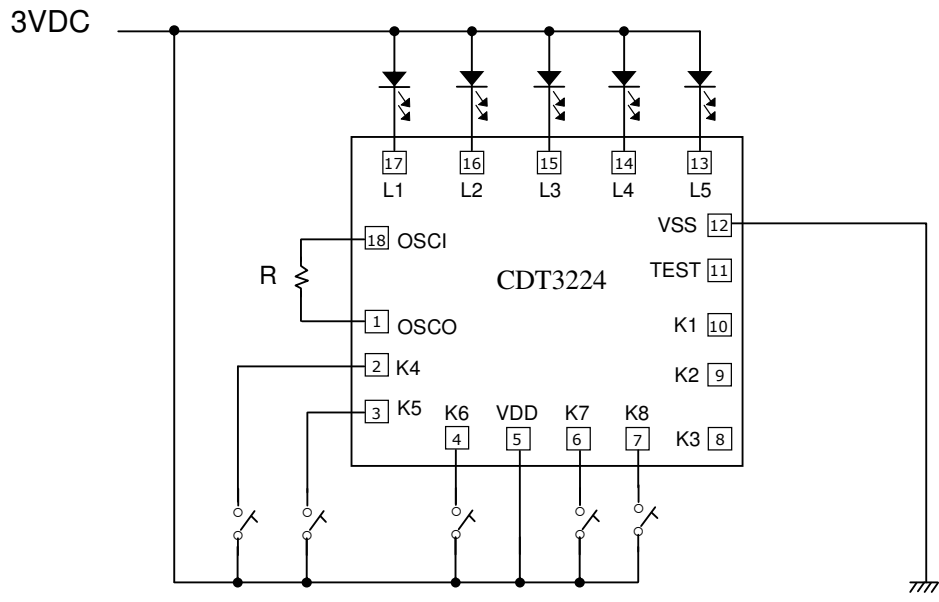 3VDC
17 16 15 14 13
L1 L2 L3 L4 L5
VSS 12
18 OSCI
TEST 11
R
CDT3224
1 OSCO
K1 10
2 K4
K2 9
3 K5
K6 VDD K7 K8
4 5 6 7
K3 8